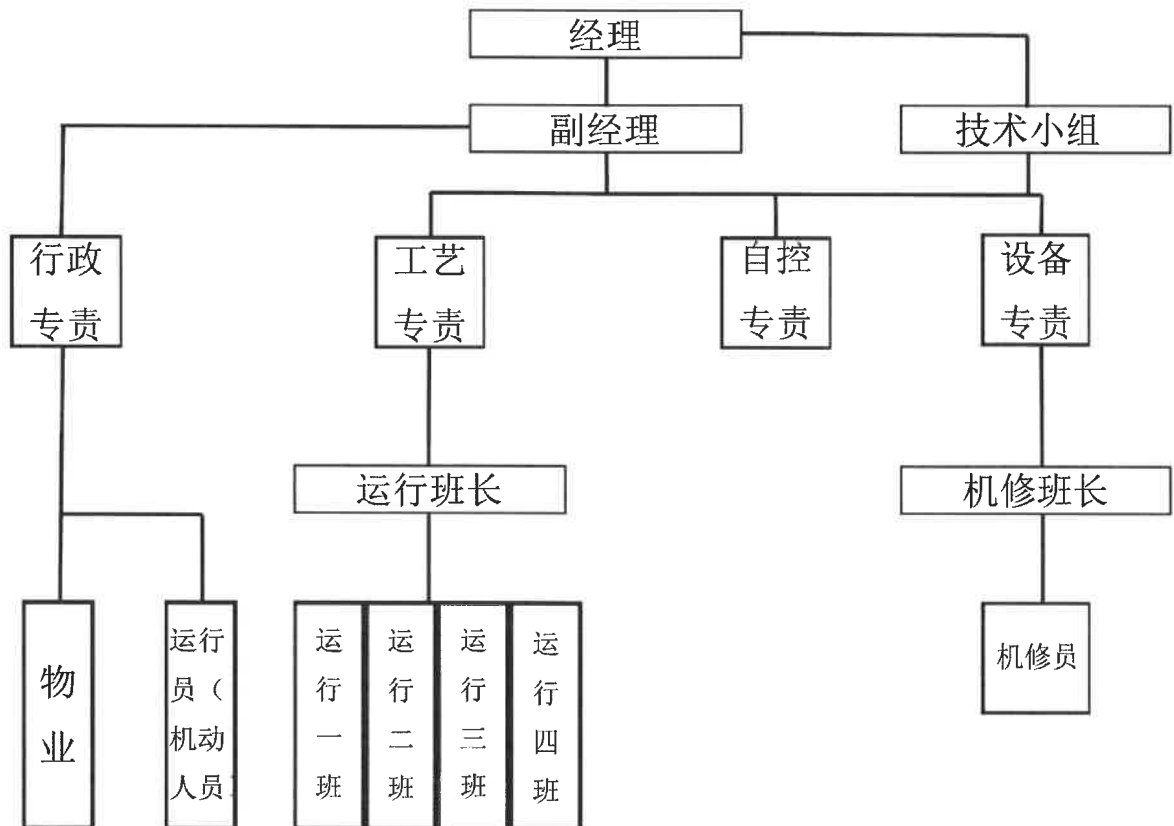 经理
副经理
技术小组
行政
专责
工艺
专责
自控
专责
设备
专责
运行班长
机修班长
物
业
运行
员（
机动
人员）
运
行
一
班
运
行
二
班
运
行
三
班
运
行
四
班
机修员